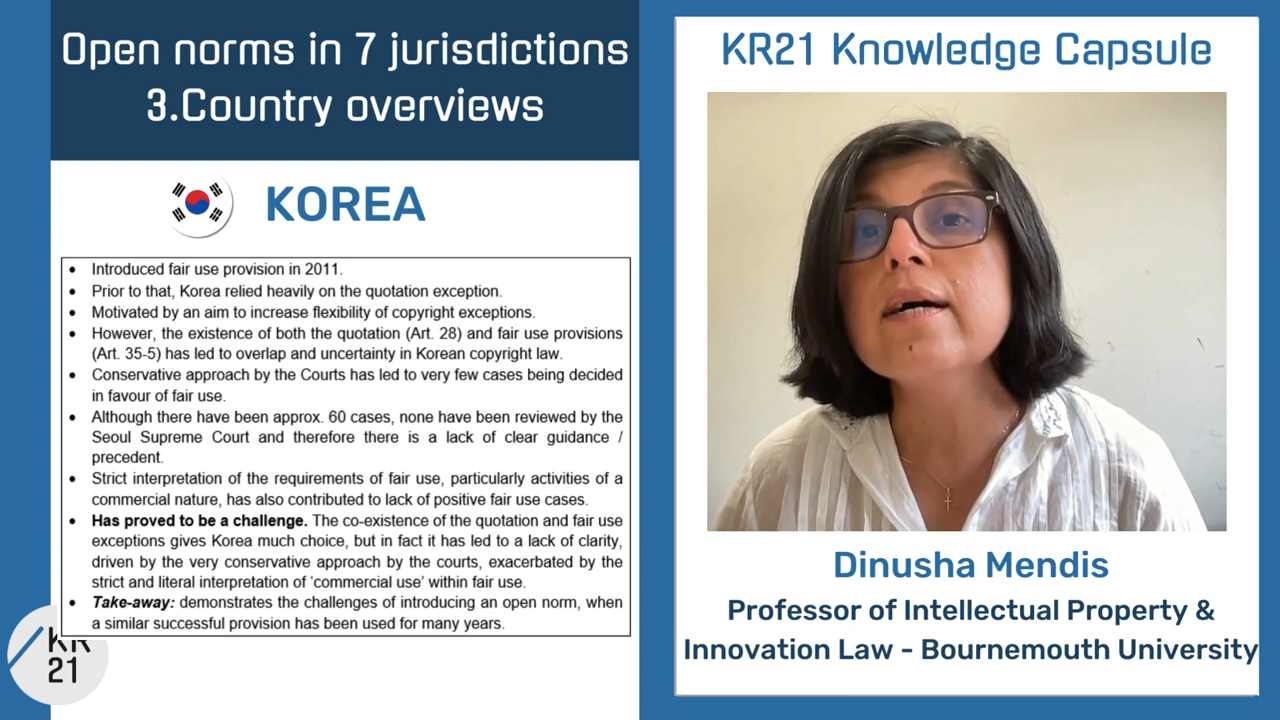 Open norms in 7 jurisdictions
3.Country overviews
KOREA
• Introduced fair use provision in 2011.
• Prior to that, Korea relied heavily on the quotation exception.
• Motivated by an aim to increase flexibility of copyright exceptions.
• However, the existence of both the quotation (Art. 28) and fair use provisions
(Art. 35-5) has led to overlap and uncertainty in Korean copyright law.
• Conservative approach by the Courts has led to very few cases being decided
in favour of fair use.
• Although there have been approx. 60 cases, none have been reviewed by the
Seoul Supreme Court and therefore there is a lack of clear guidance /
precedent.
• Strict interpretation of the requirements of fair use, particularly activities of a
commercial nature, has also contributed to lack of positive fair use cases.
• Has proved to be a challenge. The co-existence of the quotation and fair use
exceptions gives Korea much choice, but in fact it has led to a lack of clarity,
driven by the very conservative approach by the courts, exacerbated by the
strict and literal interpretation of ‘commercial use’ within fair use.
• Take-away: demonstrates the challenges of introducing an open norm, when
a similar successful provision has been used for many years.
KR
21
KR21 Knowledge Capsule
Dinusha Mendis
Professor of Intellectual Property &
Innovation Law - Bournemouth University